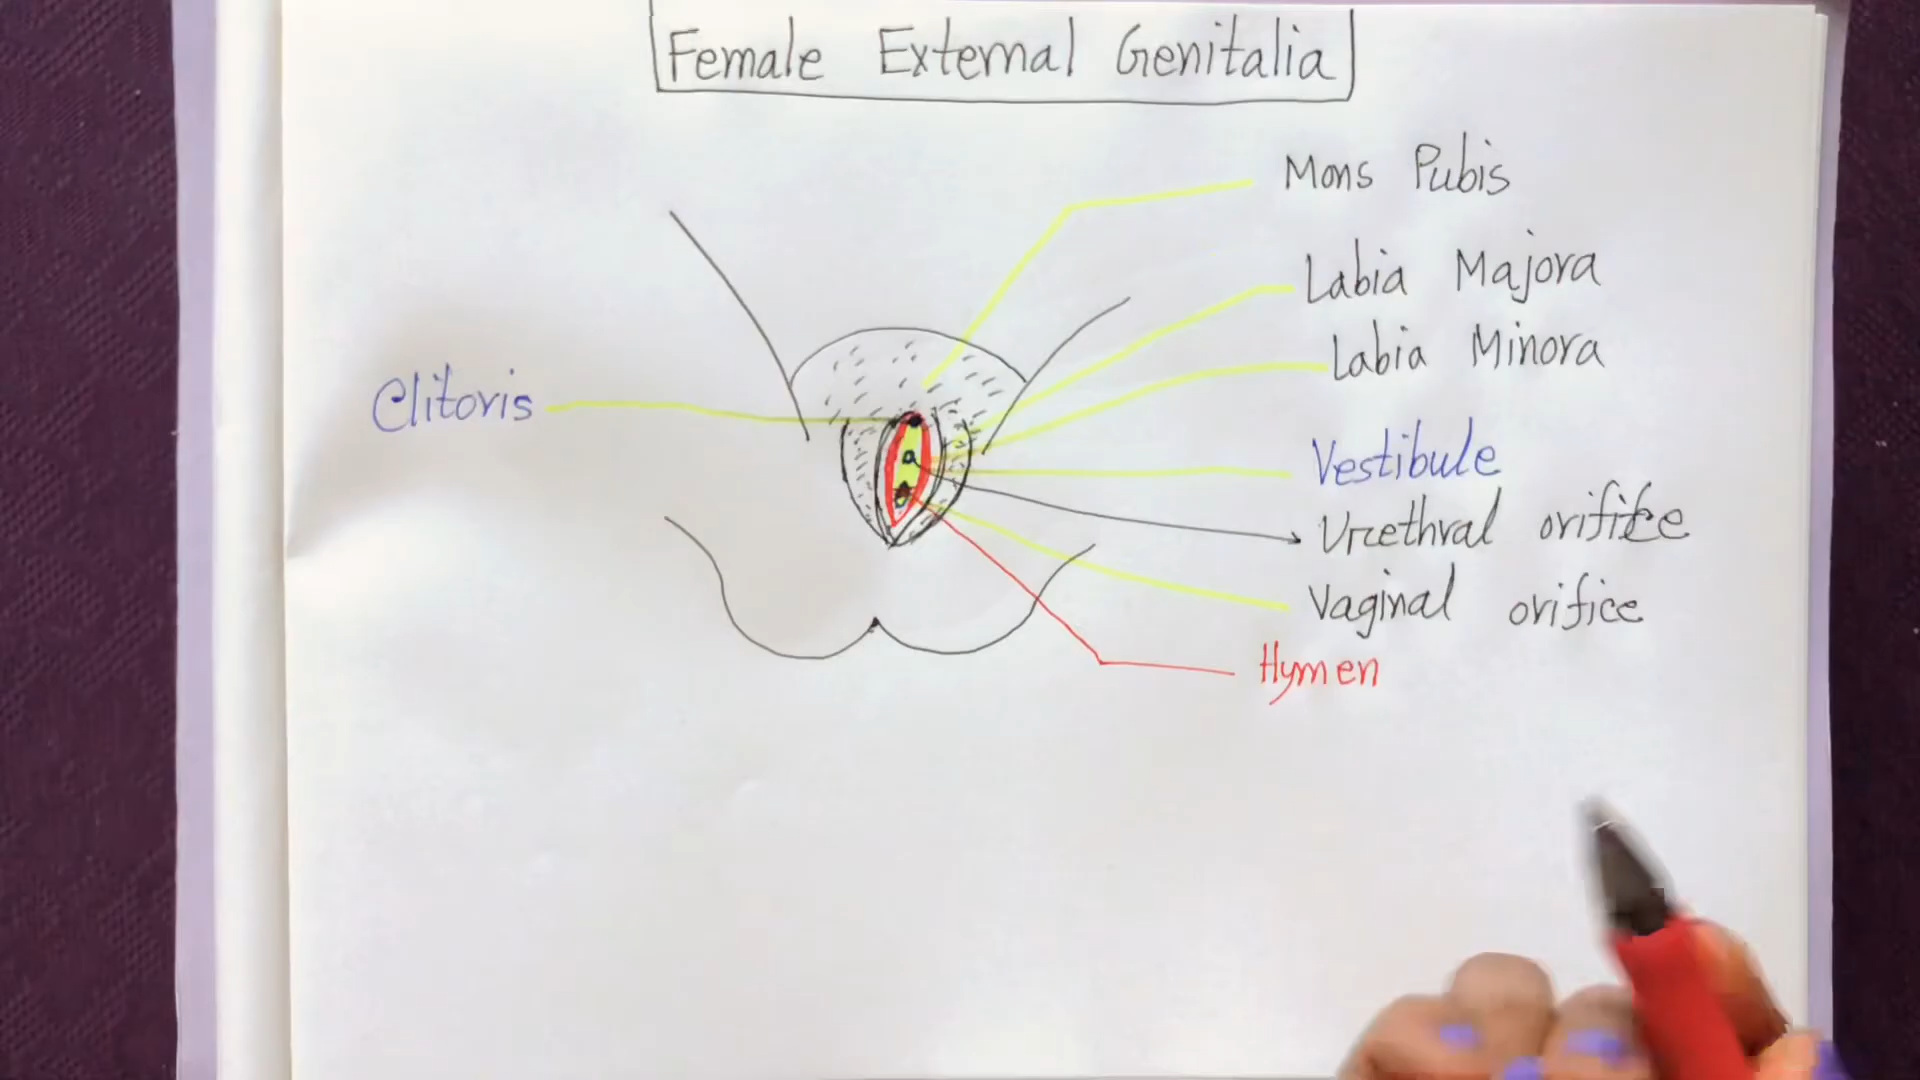 Female External Genitalia
Mons Pubis
Labia Majora
Labia Minora
Clitoris
Vestibule
Urethral orifice
Vaginal orifice
Hymen